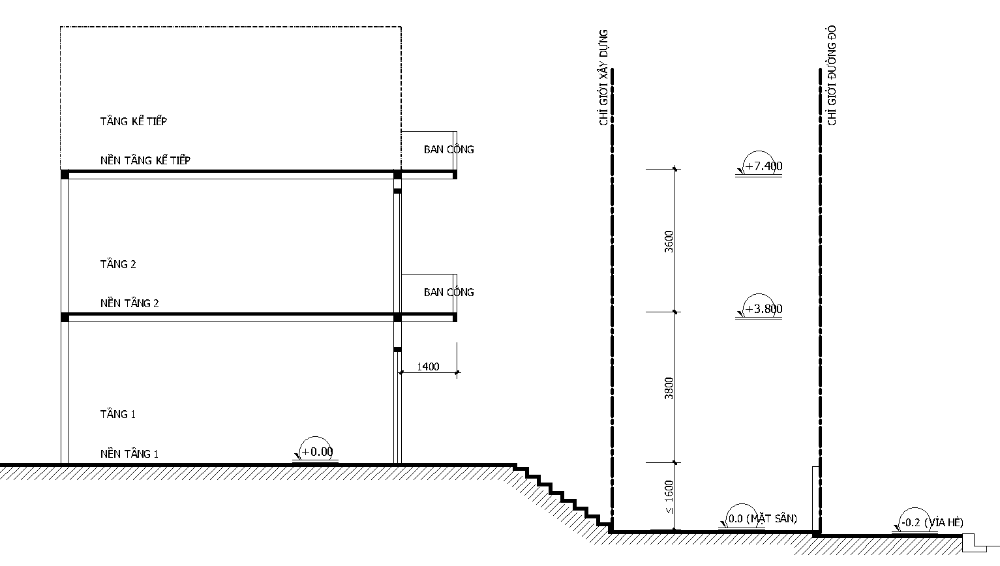 CHỈ GIỚI XÂY DỰNG
CHỈ GIỚI ĐƯỜNG ĐỎ
TẦNG KẾ TIẾP
BAN CÔNG
NỀN TẦNG KẾ TIẾP
+7.400
3600
TẦNG 2
BAN CÔNG
NỀN TẦNG 2
+3.800
1400
3800
TẦNG 1
NỀN TẦNG 1
+0.00
≤ 1600
0.0 (MẶT SÂN)
-0.2 (VỈA HÈ)